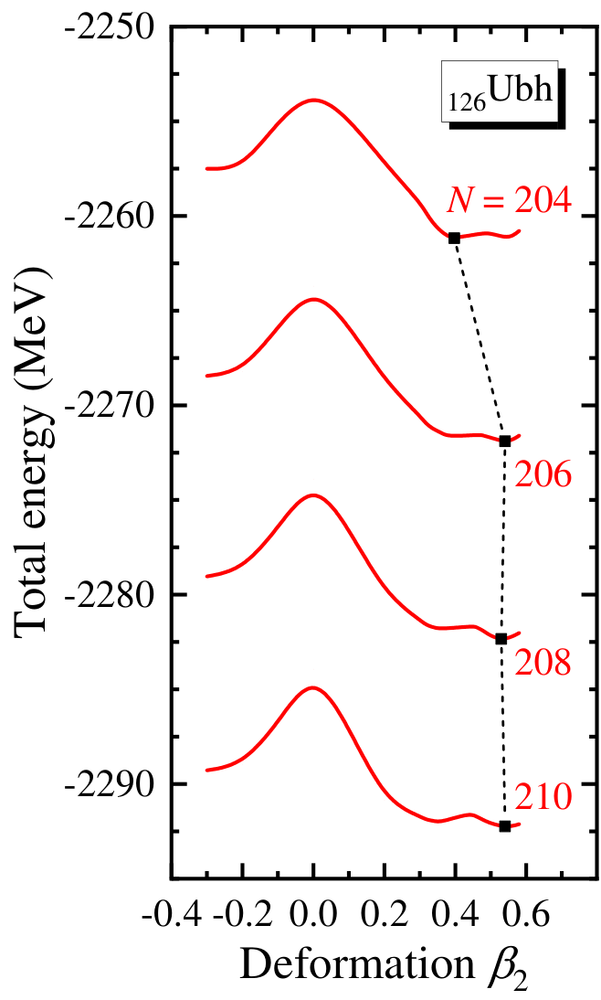 -2250
₁₂₆Ubh
N = 204
-2260
-2270
206
-2280
208
-2290
210
-0.4 -0.2 0.0 0.2 0.4 0.6
Deformation β₂
Total energy (MeV)